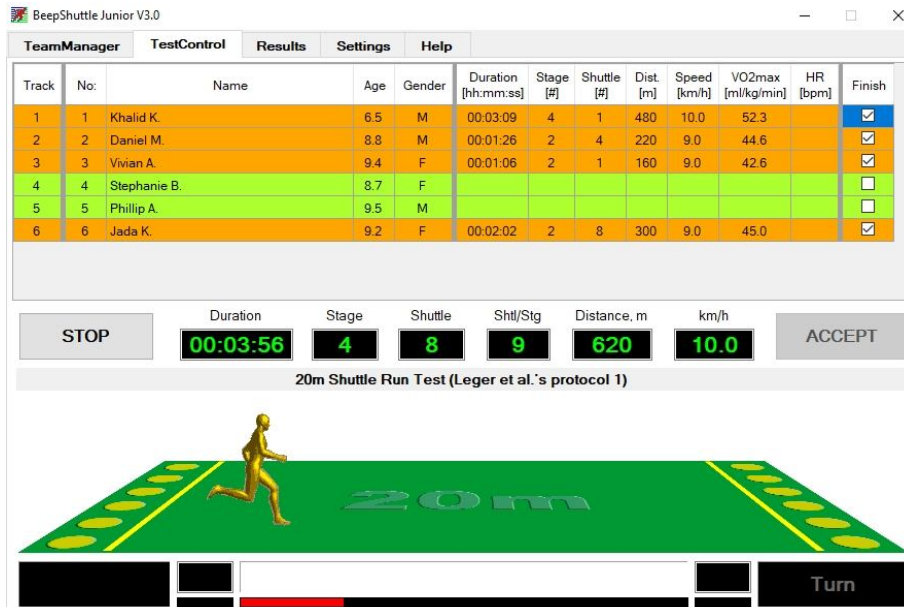 BeepShuttle Junior V3.0
TeamManager TestControl Results Settings Help
Track No: Name Age Gender Duration [hh:mm:ss] Stage [#] Shuttle [#] Dist. [m] Speed [km/h] VO2max [ml/kg/min] HR [bpm] Finish
1 1 Khalid K. 6.5 M 00:03:09 4 1 480 10.0 52.3
2 2 Daniel M. 8.8 M 00:01:26 2 4 220 9.0 44.6
3 3 Vivian A. 9.4 F 00:01:06 2 1 160 9.0 42.6
4 4 Stephanie B. 8.7 F
5 5 Phillip A. 9.5 M
6 6 Jada K. 9.2 F 00:02:02 2 8 300 9.0 45.0
Duration Stage Shuttle Shtl/Stg Distance, m km/h
STOP 00:03:56 4 8 9 620 10.0 ACCEPT
20m Shuttle Run Test (Leger et al.'s protocol 1)
20m
Turn